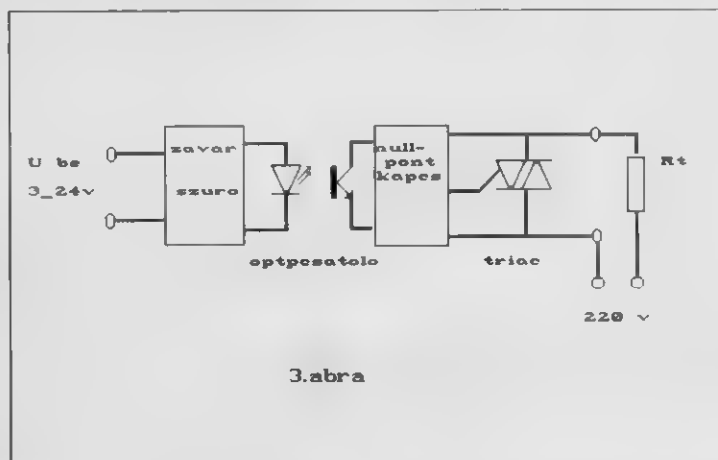 U be
3_24v
zavar
szuro
optpcsatolo
null-
pont
kapcs
triac
Rt
220 v
3.abra